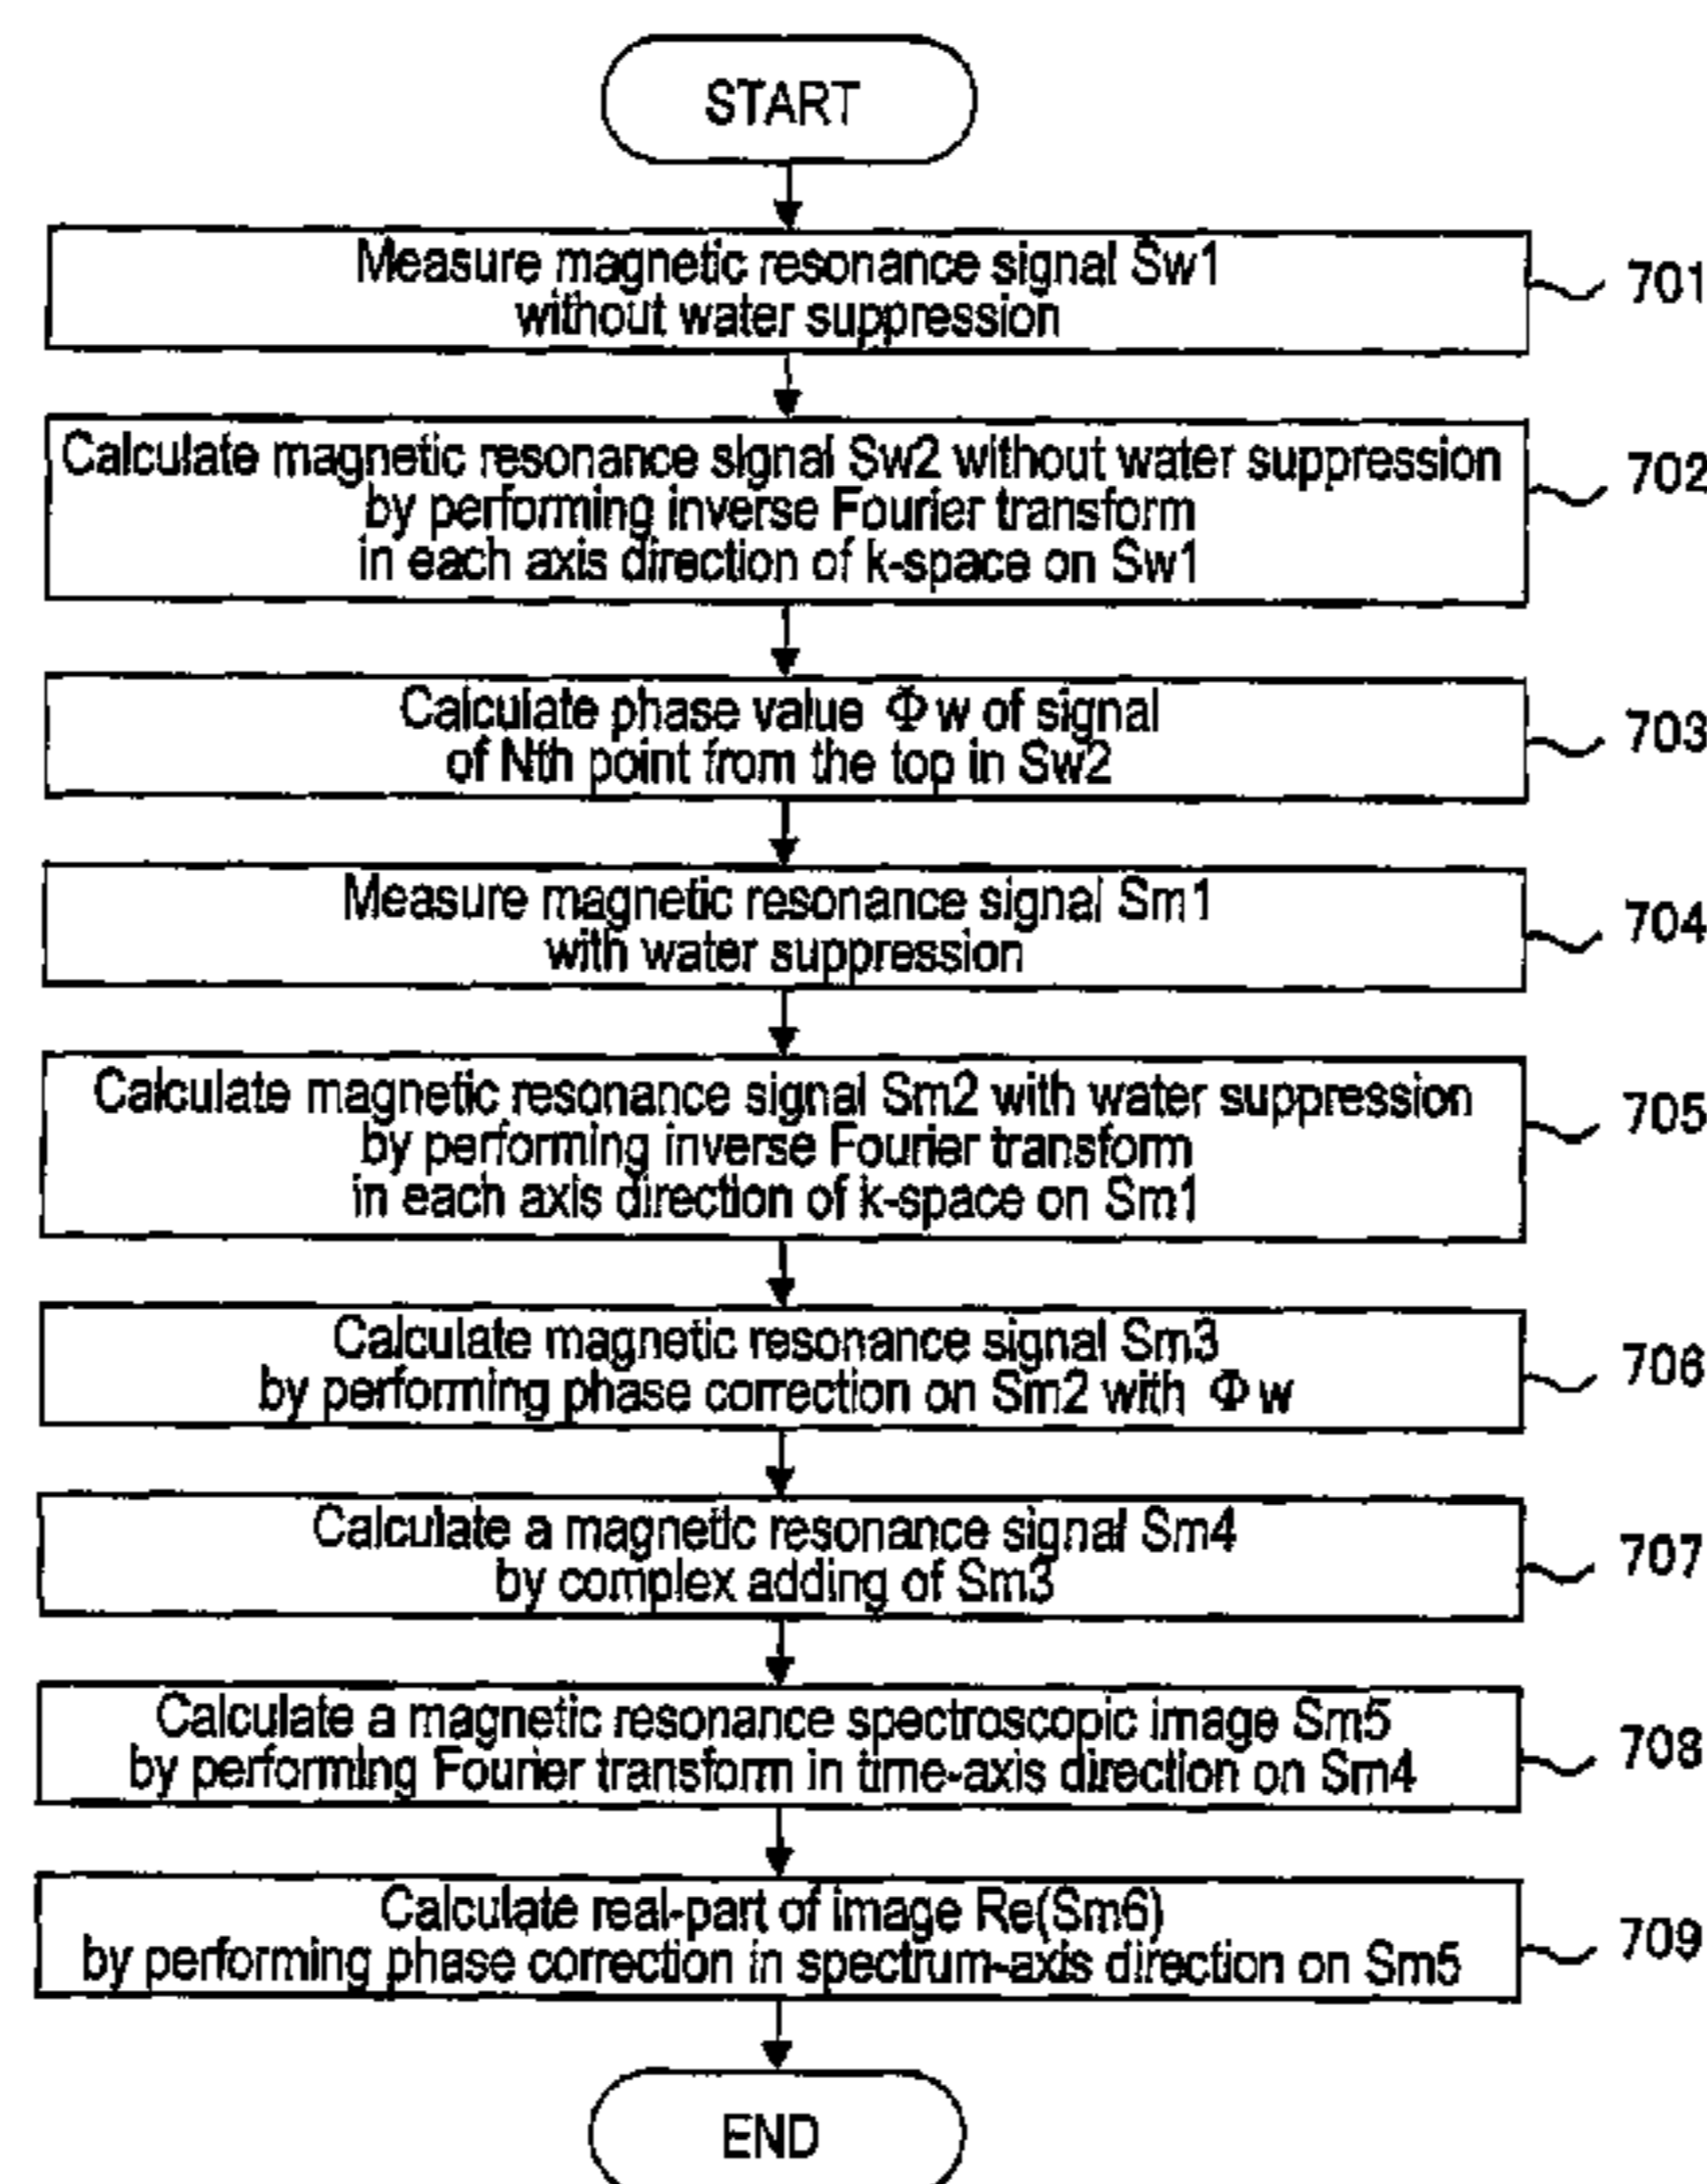 START
Measure magnetic resonance signal Sw1
without water suppression
701
Calculate magnetic resonance signal Sw2 without water suppression
by performing inverse Fourier transform
in each axis direction of k-space on Sw1
702
Calculate phase value Φw of signal
of Nth point from the top in Sw2
703
Measure magnetic resonance signal Sm1
with water suppression
704
Calculate magnetic resonance signal Sm2 with water suppression
by performing inverse Fourier transform
in each axis direction of k-space on Sm1
705
Calculate magnetic resonance signal Sm3
by performing phase correction on Sm2 with Φw
706
Calculate a magnetic resonance signal Sm4
by complex adding of Sm3
707
Calculate a magnetic resonance spectroscopic image Sm5
by performing Fourier transform in time-axis direction on Sm4
708
Calculate real-part of image Re(Sm6)
by performing phase correction in spectrum-axis direction on Sm5
709
END